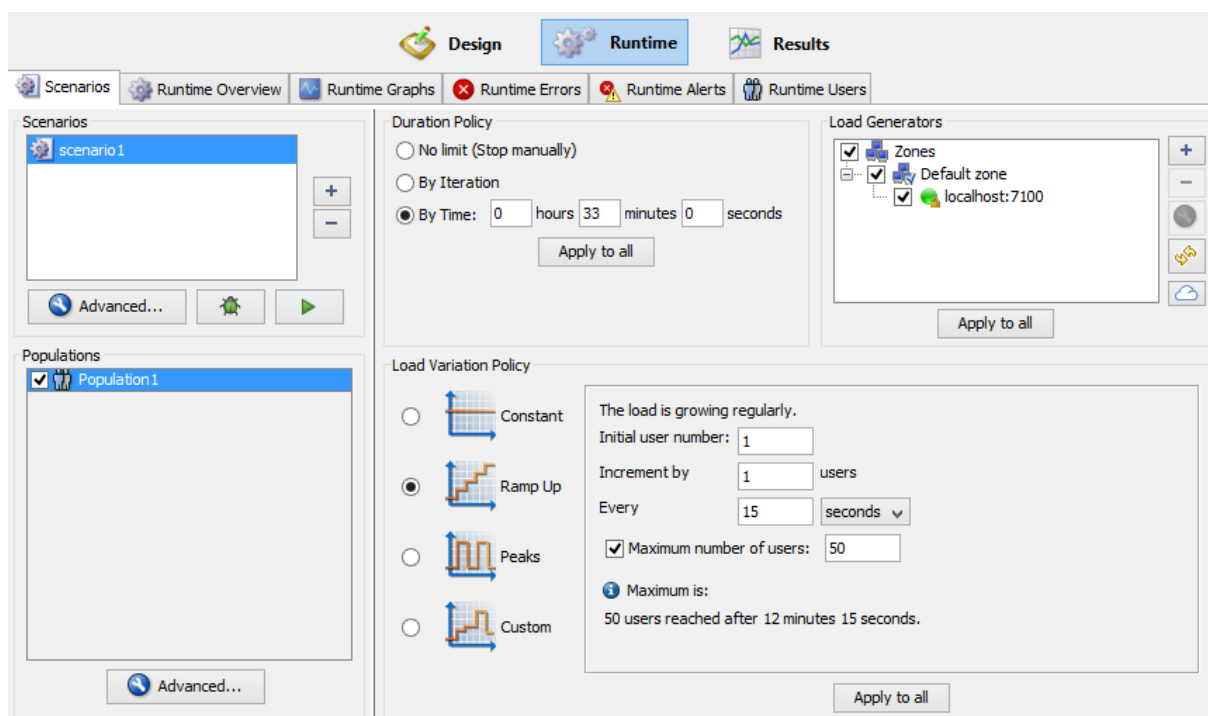 Design Runtime Results
Scenarios Runtime Overview Runtime Graphs Runtime Errors Runtime Alerts Runtime Users
Scenarios
scenario1
+
−
Advanced...
Populations
Population1
Advanced...
Duration Policy
No limit (Stop manually)
By Iteration
By Time: 0 hours 33 minutes 0 seconds
Apply to all
Load Generators
Zones
Default zone
localhost:7100
+
−
Apply to all
Load Variation Policy
Constant
Ramp Up
Peaks
Custom
The load is growing regularly.
Initial user number: 1
Increment by 1 users
Every 15 seconds
Maximum number of users: 50
Maximum is:
50 users reached after 12 minutes 15 seconds.
Apply to all